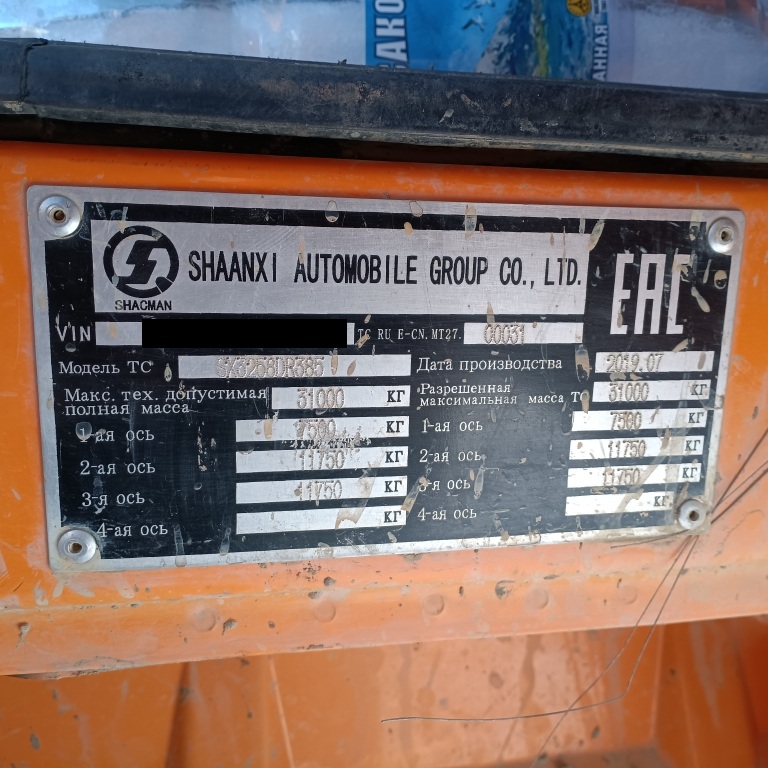 ВАКО
АННАЯ
SHAANXI AUTOMOBILE GROUP CO., LTD.
SHACMAN
EAC
VIN TC RU E-CN.MT27. 00031
Модель ТС SX3258DR385 Дата производства 2019.07
Макс. тех. допустимая полная масса 31000 КГ Разрешенная максимальная масса Т 31000 КГ
1-ая ось 7500 КГ 1-ая ось 7500 КГ
2-ая ось 11750 КГ 2-ая ось 11750 КГ
3-я ось 11750 КГ 3-я ось 11750 КГ
4-ая ось КГ 4-ая ось КГ